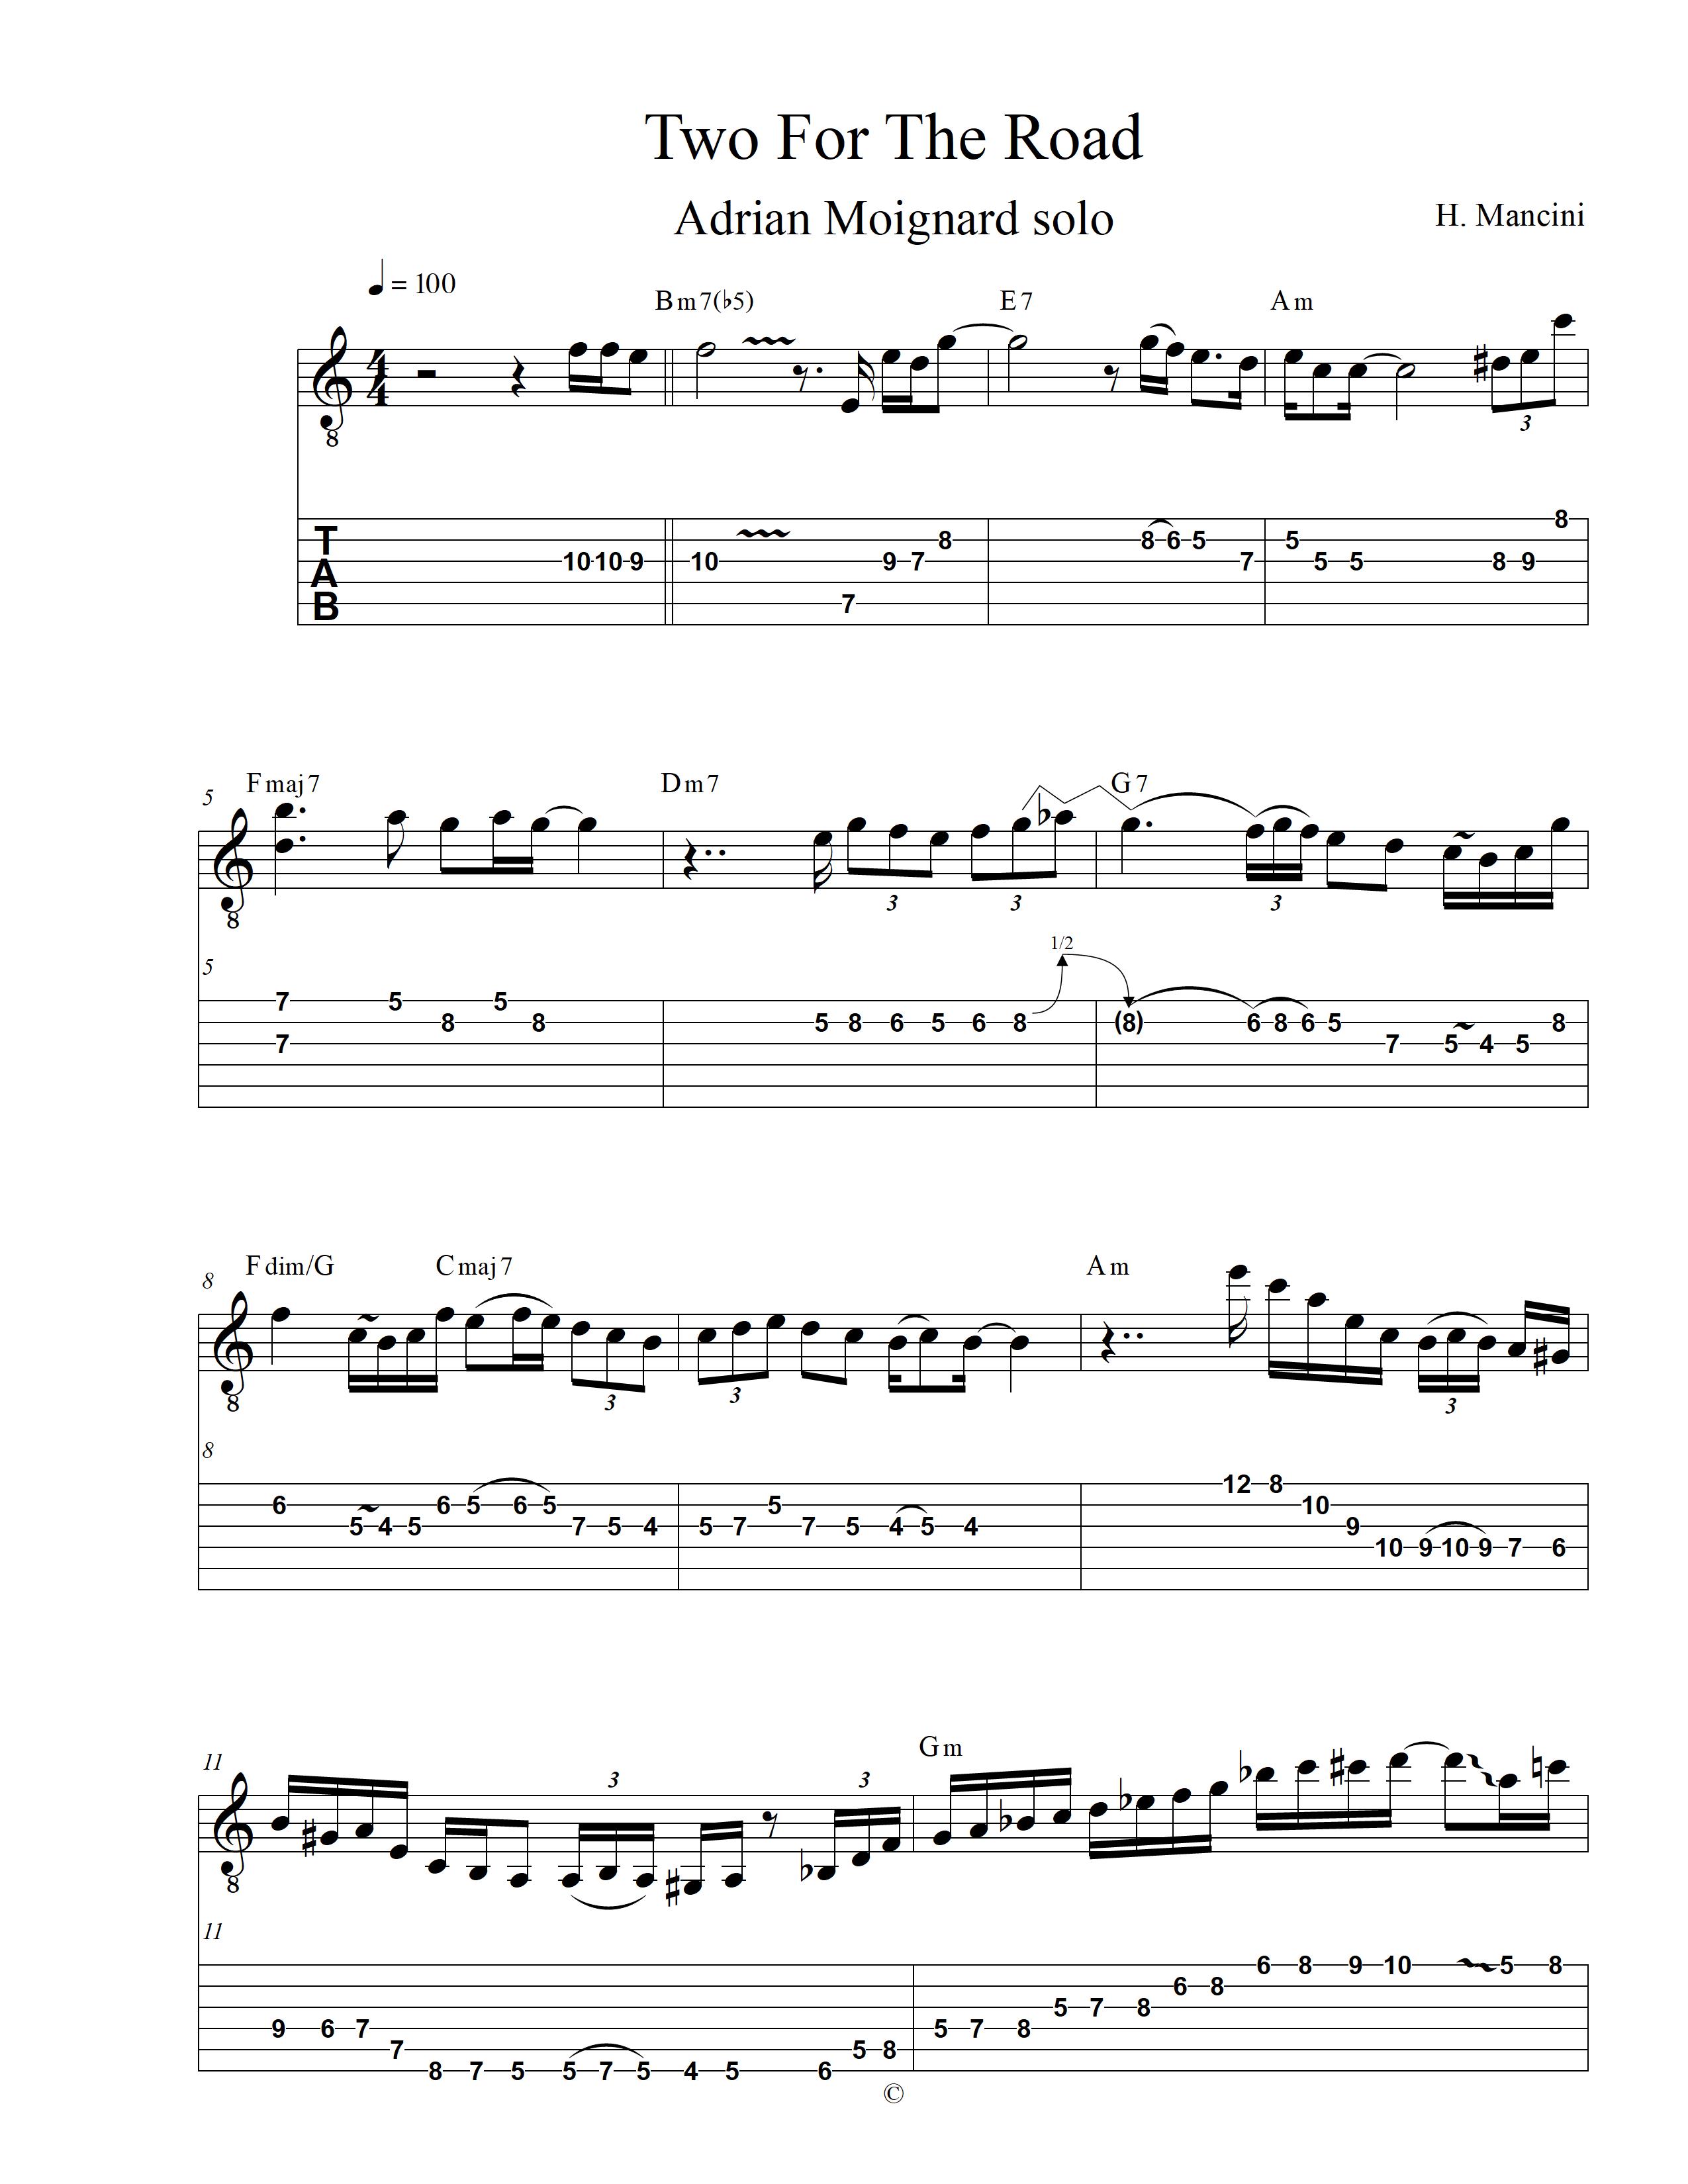 Two For The Road
Adrian Moignard solo
H. Mancini
♩ = 100
Bm7(♭5) E7 Am
4
4
8
3
T
A
B
10 10 9 10 7 9 7 8 8 6 5 7 5 5 5 8 9 8
5 Fmaj7 Dm7 G7
8
3 3 3
5
1/2
7 7 5 8 5 8 5 8 6 5 6 8 (8) 6 8 6 5 7 5 4 5 8
8 Fdim/G Cmaj7 Am
8
3 3 3
8
6 5 4 5 6 5 6 5 7 5 4 5 7 5 7 5 4 5 4 12 8 10 9 10 9 10 9 7 6
11 Gm
3 3
8
11
9 6 7 7 8 7 5 5 7 5 4 5 6 5 8 5 7 8 5 7 8 6 8 6 8 9 10 5 8
©